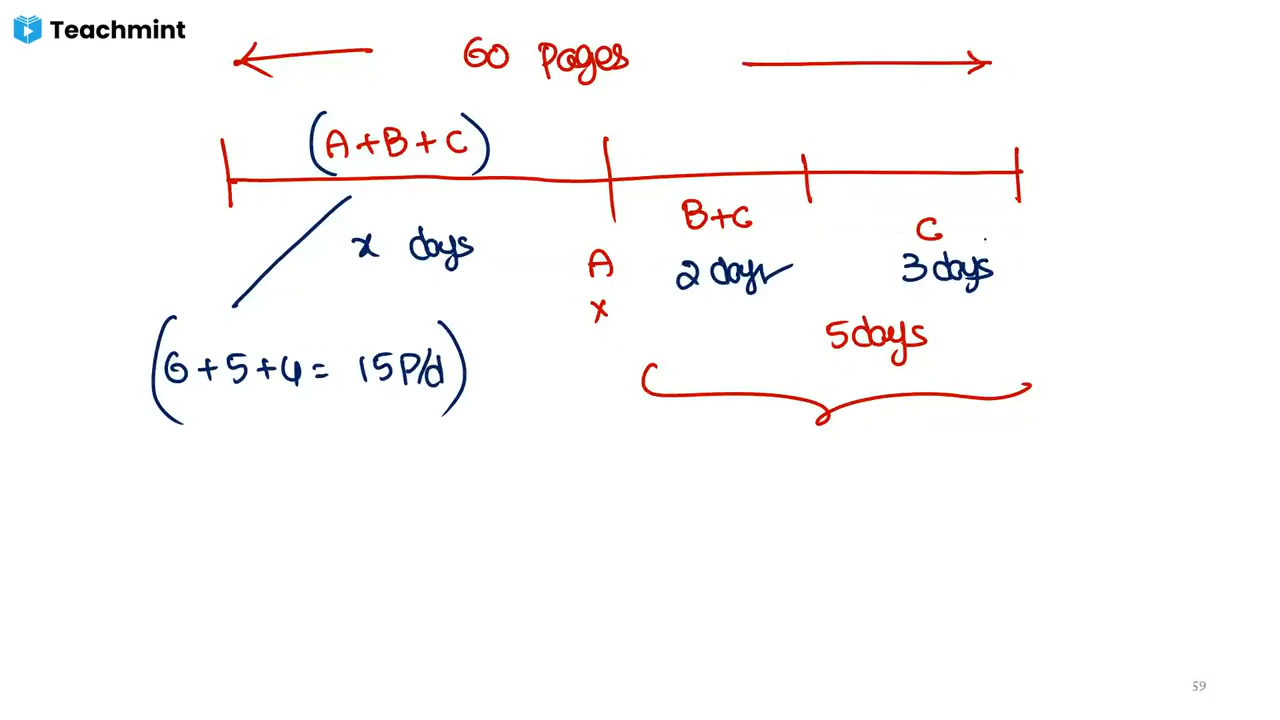 Teachmint
60 Pages
(A+B+C)
B+C
C
x days
A
2 days
3 days
x
5 days
(6+5+4= 15P/d)
59